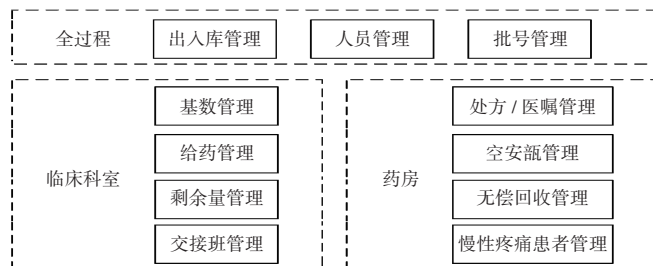 全过程 出入库管理 人员管理 批号管理
基数管理
给药管理
临床科室
剩余量管理
交接班管理
处方 / 医嘱管理
空安瓿管理
药房
无偿回收管理
慢性疼痛患者管理